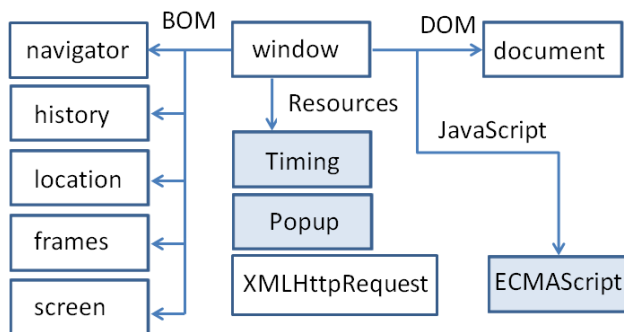 BOM
DOM
navigator
window
document
Resources
history
JavaScript
Timing
location
Popup
frames
XMLHttpRequest
ECMAScript
screen